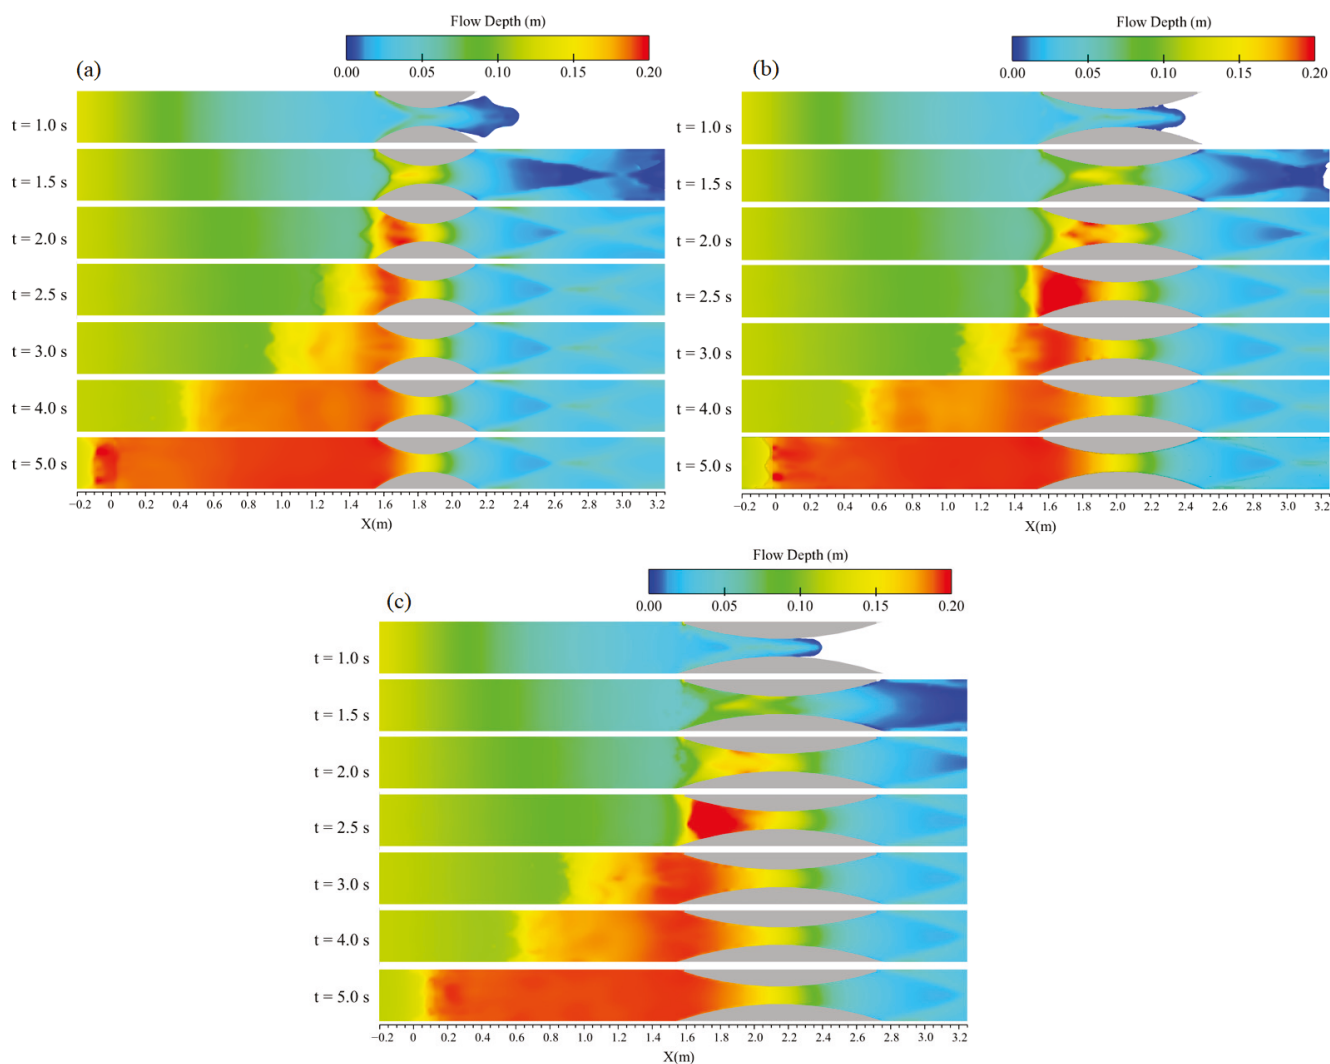 Flow Depth (m)
0.00 0.05 0.10 0.15 0.20
(a)
t = 1.0 s
t = 1.5 s
t = 2.0 s
t = 2.5 s
t = 3.0 s
t = 4.0 s
t = 5.0 s
−0.2 0 0.2 0.4 0.6 0.8 1.0 1.2 1.4 1.6 1.8 2.0 2.2 2.4 2.6 2.8 3.0 3.2
X(m)
Flow Depth (m)
0.00 0.05 0.10 0.15 0.20
(b)
t = 1.0 s
t = 1.5 s
t = 2.0 s
t = 2.5 s
t = 3.0 s
t = 4.0 s
t = 5.0 s
−0.2 0 0.2 0.4 0.6 0.8 1.0 1.2 1.4 1.6 1.8 2.0 2.2 2.4 2.6 2.8 3.0 3.2
X(m)
Flow Depth (m)
0.00 0.05 0.10 0.15 0.20
(c)
t = 1.0 s
t = 1.5 s
t = 2.0 s
t = 2.5 s
t = 3.0 s
t = 4.0 s
t = 5.0 s
−0.2 0 0.2 0.4 0.6 0.8 1.0 1.2 1.4 1.6 1.8 2.0 2.2 2.4 2.6 2.8 3.0 3.2
X(m)